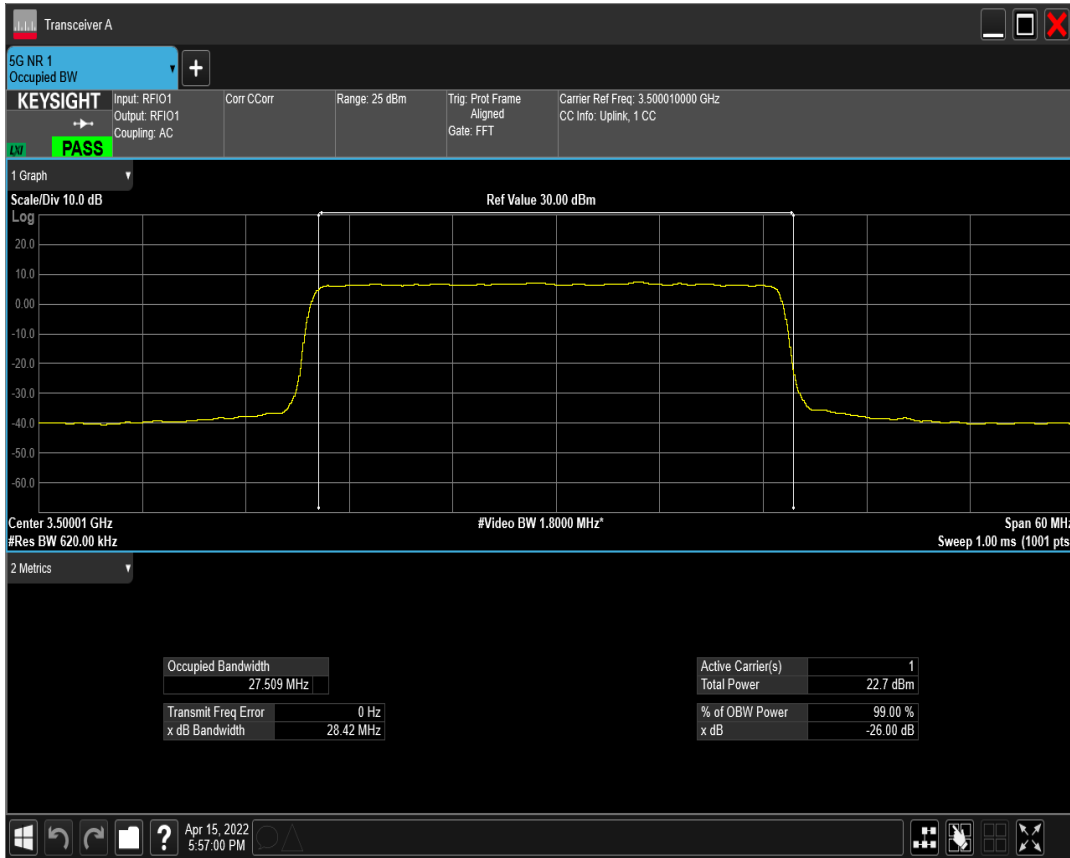 Transceiver A
5G NR 1
Occupied BW
+
KEYSIGHT
LXI
PASS
Input: RFIO1
Output: RFIO1
Coupling: AC
Corr CCorr
Range: 25 dBm
Trig: Prot Frame
Aligned
Gate: FFT
Carrier Ref Freq: 3.500010000 GHz
CC Info: Uplink, 1 CC
1 Graph
Scale/Div 10.0 dB
Ref Value 30.00 dBm
Log
20.0
10.0
0.00
-10.0
-20.0
-30.0
-40.0
-50.0
-60.0
Center 3.50001 GHz
#Video BW 1.8000 MHz*
Span 60 MHz
#Res BW 620.00 kHz
Sweep 1.00 ms (1001 pts
2 Metrics
Occupied Bandwidth
27.509 MHz
Transmit Freq Error 0 Hz
x dB Bandwidth 28.42 MHz
Active Carrier(s) 1
Total Power 22.7 dBm
% of OBW Power 99.00 %
x dB -26.00 dB
?
Apr 15, 2022
5:57:00 PM